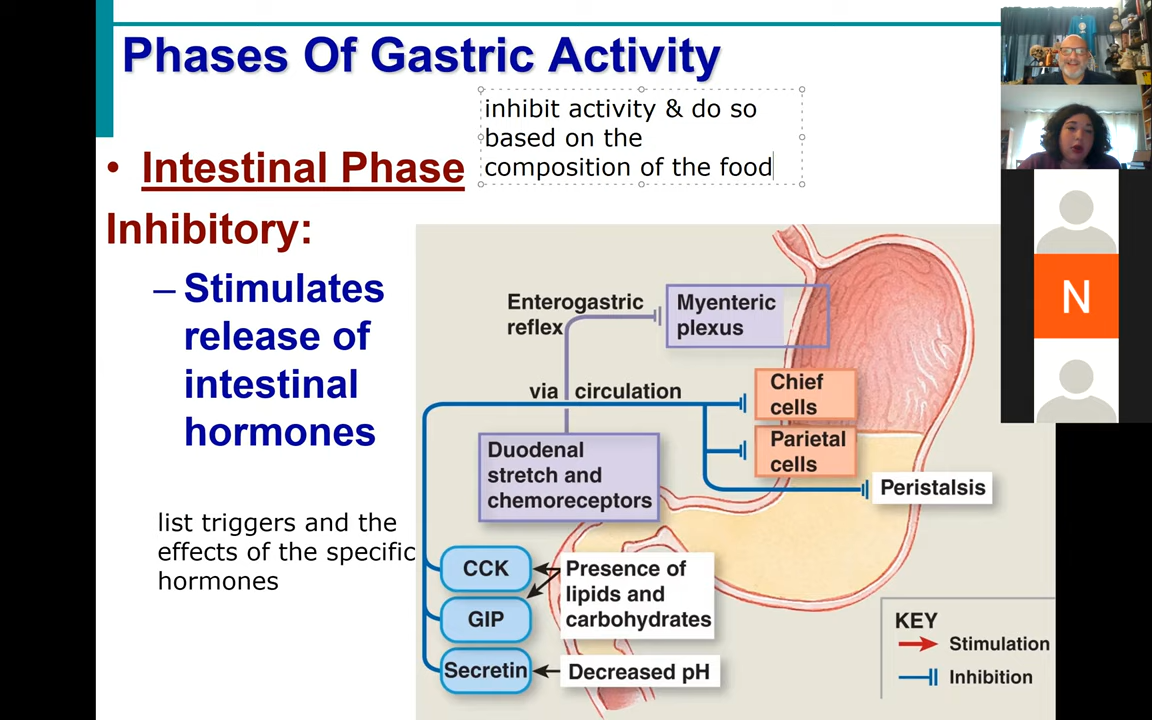 Phases Of Gastric Activity
inhibit activity & do so
based on the
composition of the food
• Intestinal Phase
Inhibitory:
– Stimulates
release of
intestinal
hormones
list triggers and the
effects of the specific
hormones
Enterogastric
reflex
Myenteric
plexus
via circulation
Chief
cells
Parietal
cells
Peristalsis
Duodenal
stretch and
chemoreceptors
CCK
GIP
Secretin
Presence of
lipids and
carbohydrates
Decreased pH
KEY
Stimulation
Inhibition
N